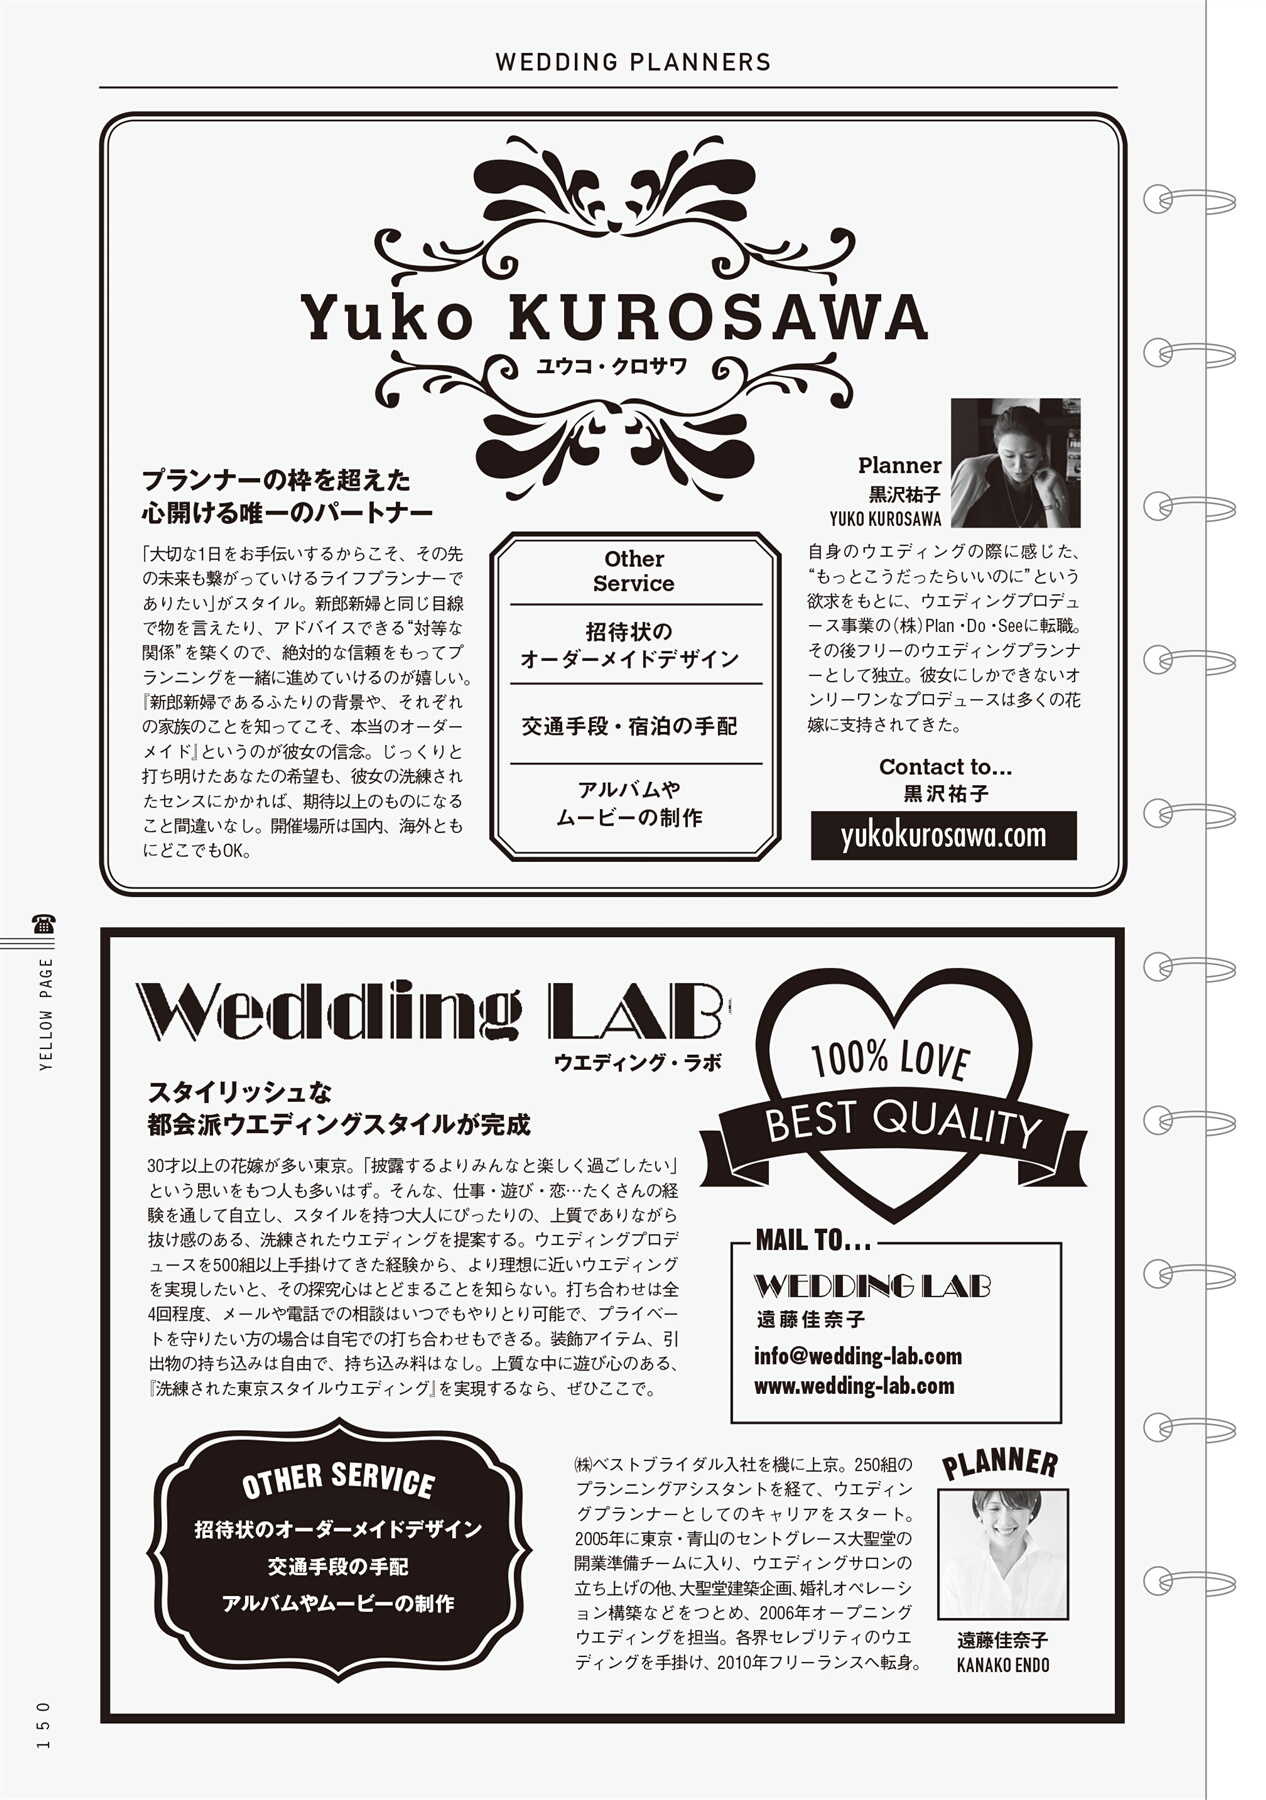 WEDDING PLANNERS
Yuko KUROSAWA
ユウコ・クロサワ
プランナーの枠を超えた
心開ける唯一のパートナー
「大切な1日をお手伝いするからこそ、その先
の未来も繋がっていけるライフプランナーで
ありたい」がスタイル。新郎新婦と同じ目線
で物を言えたり、アドバイスできる“対等な
関係”を築くので、絶対的な信頼をもってプ
ランニングを一緒に進めていけるのが嬉しい。
『新郎新婦であるふたりの背景や、それぞれ
の家族のことを知ってこそ、本当のオーダー
メイド』というのが彼女の信念。じっくりと
打ち明けたあなたの希望も、彼女の洗練され
たセンスにかかれば、期待以上のものになる
こと間違いなし。開催場所は国内、海外とも
にどこでもOK。
Other
Service
招待状の
オーダーメイドデザイン
交通手段・宿泊の手配
アルバムや
ムービーの制作
Planner
黒沢祐子
YUKO KUROSAWA
自身のウエディングの際に感じた、
“もっとこうだったらいいのに”という
欲求をもとに、ウエディングプロデュ
ース事業の(株)Plan・Do・Seeに転職。
その後フリーのウエディングプランナ
ーとして独立。彼女にしかできないオ
ンリーワンなプロデュースは多くの花
嫁に支持されてきた。
Contact to...
黒沢祐子
yukokurosawa.com
YELLOW PAGE
Wedding LAB
ウエディング・ラボ
スタイリッシュな
都会派ウエディングスタイルが完成
30才以上の花嫁が多い東京。「披露するよりみんなと楽しく過ごしたい」
という思いをもつ人も多いはず。そんな、仕事・遊び・恋…たくさんの経
験を通して自立し、スタイルを持つ大人にぴったりの、上質でありながら
抜け感のある、洗練されたウエディングを提案する。ウエディングプロデ
ュースを500組以上手掛けてきた経験から、より理想に近いウエディング
を実現したいと、その探究心はとどまることを知らない。打ち合わせは全
4回程度、メールや電話での相談はいつでもやりとり可能で、プライベー
トを守りたい方の場合は自宅での打ち合わせもできる。装飾アイテム、引
出物の持ち込みは自由で、持ち込み料はなし。上質な中に遊び心のある、
『洗練された東京スタイルウエディング』を実現するなら、ぜひここで。
100% LOVE
BEST QUALITY
MAIL TO...
WEDDING LAB
遠藤佳奈子
info@wedding-lab.com
www.wedding-lab.com
OTHER SERVICE
招待状のオーダーメイドデザイン
交通手段の手配
アルバムやムービーの制作
㈱ベストブライダル入社を機に上京。250組の
プランニングアシスタントを経て、ウエディン
グプランナーとしてのキャリアをスタート。
2005年に東京・青山のセントグレース大聖堂の
開業準備チームに入り、ウエディングサロンの
立ち上げの他、大聖堂建築企画、婚礼オペレーシ
ョン構築などをつとめ、2006年オープニング
ウエディングを担当。各界セレブリティのウエ
ディングを手掛け、2010年フリーランスへ転身。
PLANNER
遠藤佳奈子
KANAKO ENDO
150